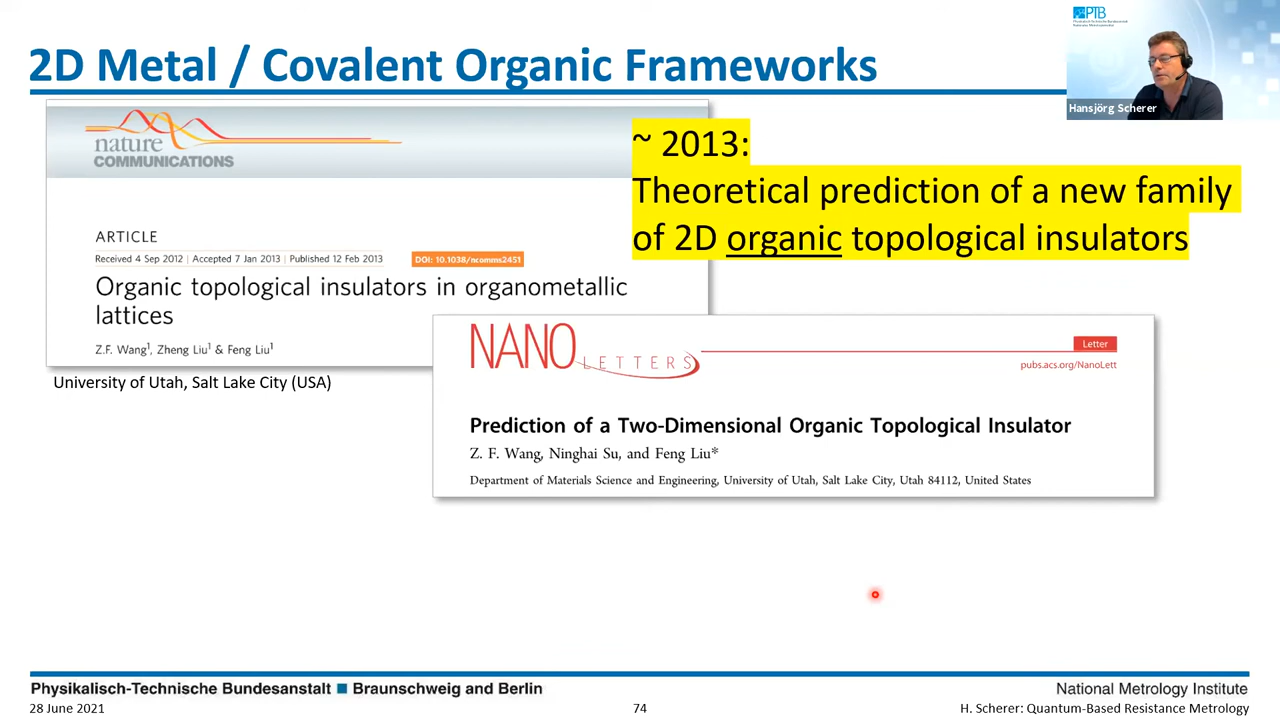 2D Metal / Covalent Organic Frameworks
PTB
Hansjörg Scherer
nature
COMMUNICATIONS
~ 2013:
Theoretical prediction of a new family
of 2D organic topological insulators
ARTICLE
Received 4 Sep 2012 | Accepted 7 Jan 2013 | Published 12 Feb 2013
DOI: 10.1038/ncomms2451
Organic topological insulators in organometallic
lattices
Z.F. Wang¹, Zheng Liu¹ & Feng Liu¹
University of Utah, Salt Lake City (USA)
NANO LETTERS
Letter
pubs.acs.org/NanoLett
Prediction of a Two-Dimensional Organic Topological Insulator
Z. F. Wang, Ninghai Su, and Feng Liu*
Department of Materials Science and Engineering, University of Utah, Salt Lake City, Utah 84112, United States
Physikalisch-Technische Bundesanstalt ■ Braunschweig and Berlin
National Metrology Institute
28 June 2021
74
H. Scherer: Quantum-Based Resistance Metrology